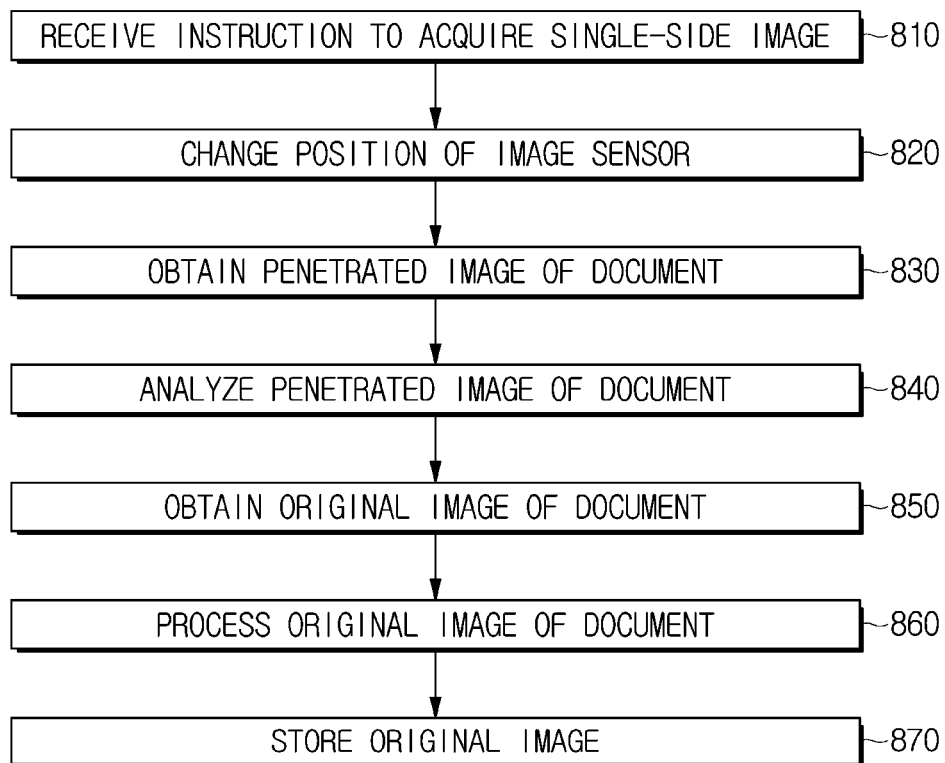 RECEIVE INSTRUCTION TO ACQUIRE SINGLE-SIDE IMAGE 810
CHANGE POSITION OF IMAGE SENSOR 820
OBTAIN PENETRATED IMAGE OF DOCUMENT 830
ANALYZE PENETRATED IMAGE OF DOCUMENT 840
OBTAIN ORIGINAL IMAGE OF DOCUMENT 850
PROCESS ORIGINAL IMAGE OF DOCUMENT 860
STORE ORIGINAL IMAGE 870